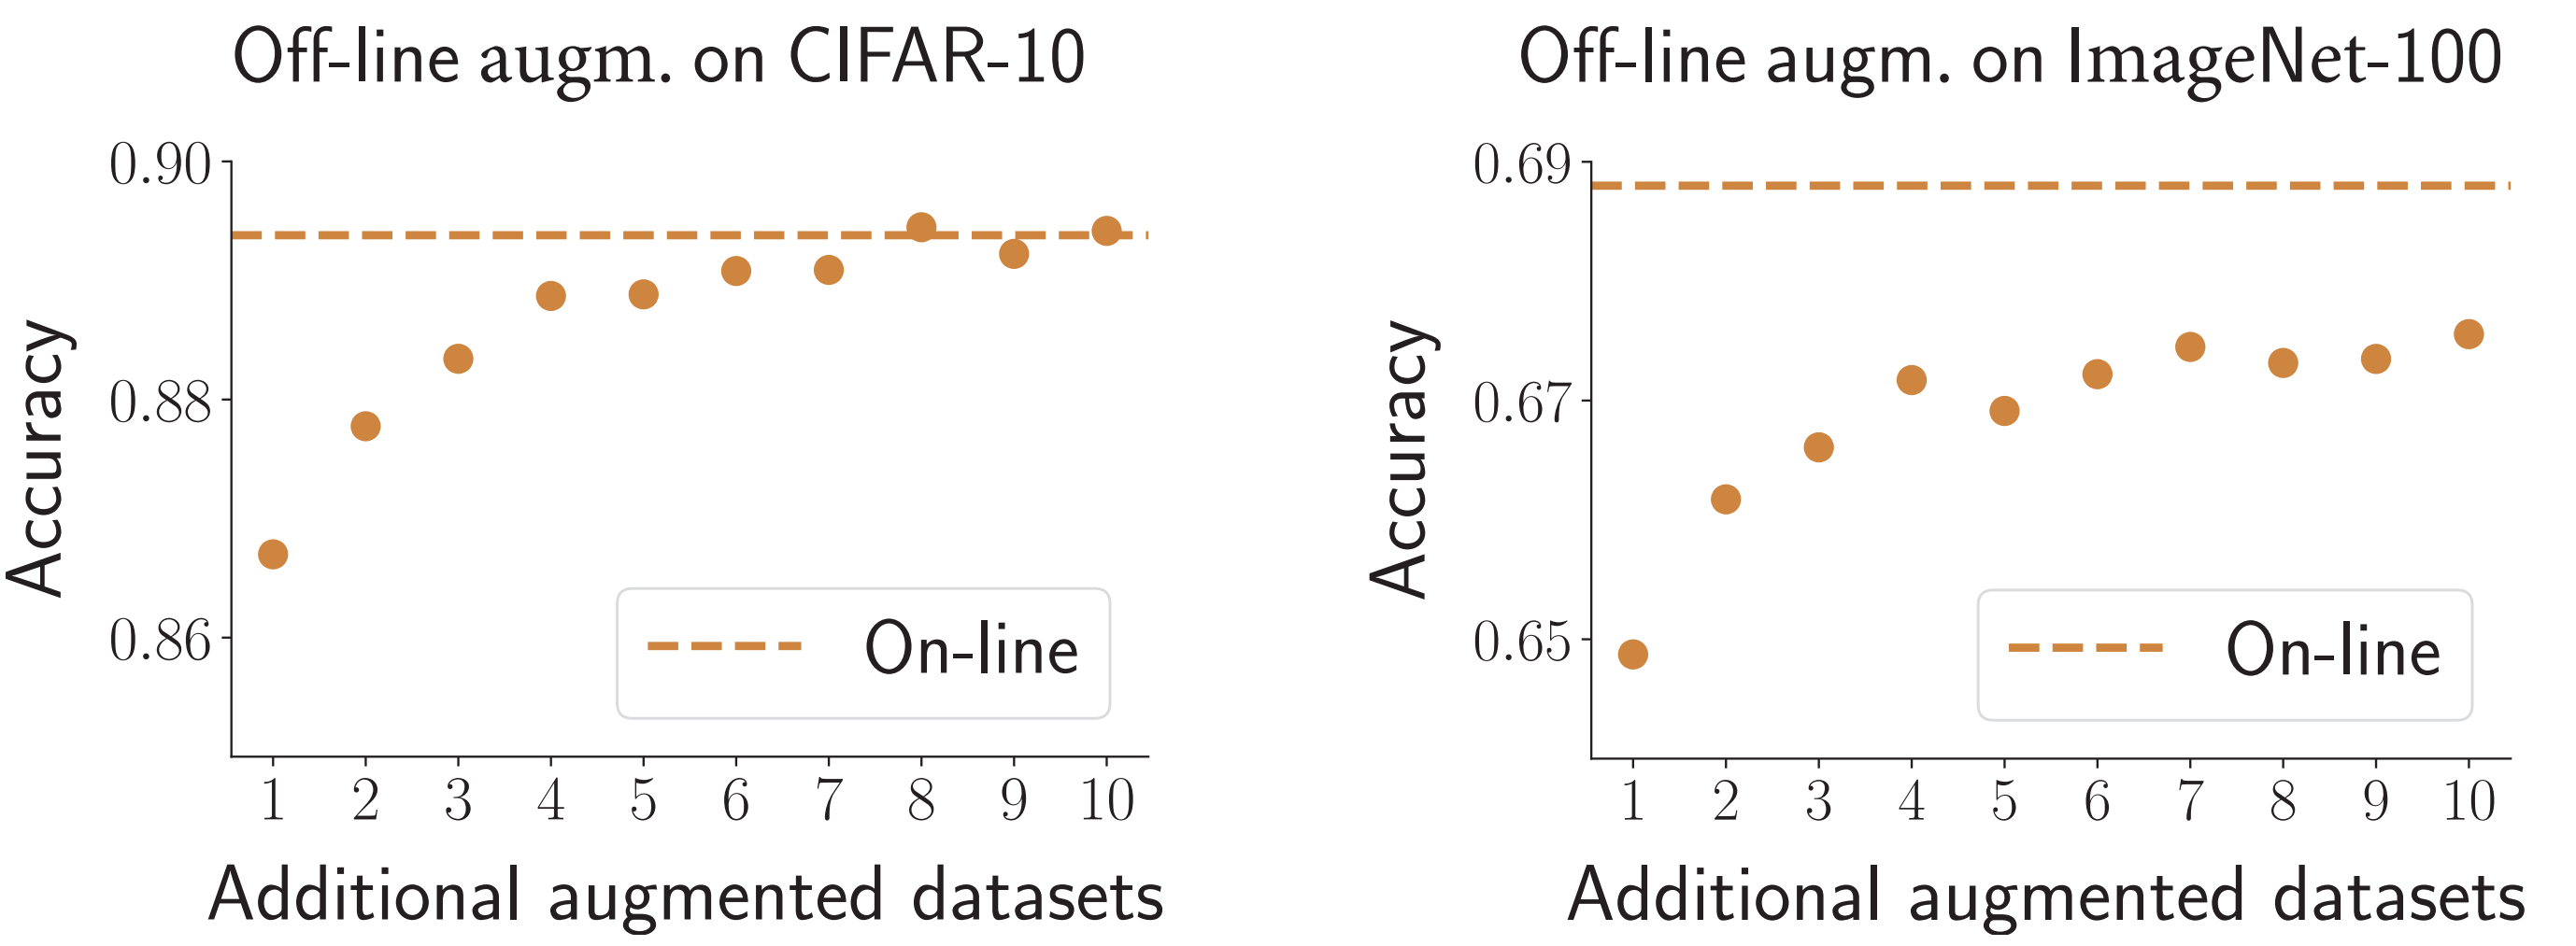 Off-line augm. on CIFAR-10
0.90
0.88
0.86
Accuracy
On-line
1 2 3 4 5 6 7 8 9 10
Additional augmented datasets
Off-line augm. on ImageNet-100
0.69
0.67
0.65
Accuracy
On-line
1 2 3 4 5 6 7 8 9 10
Additional augmented datasets